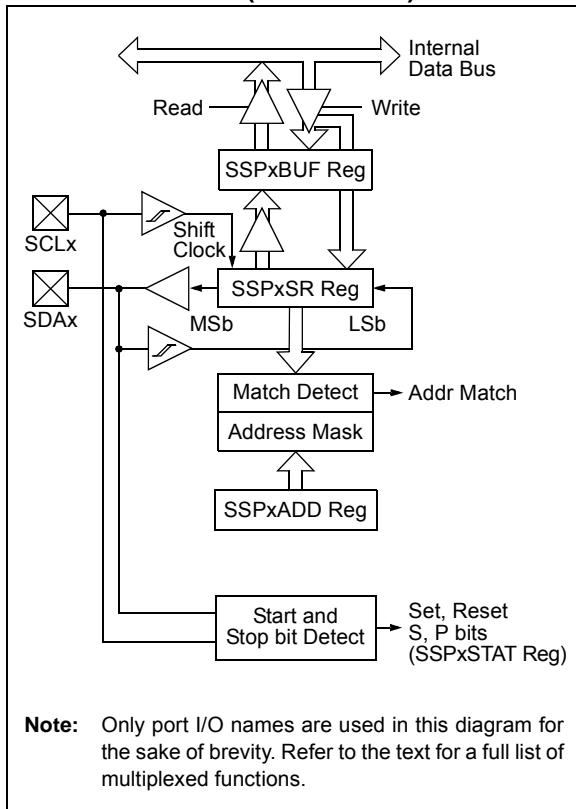 Internal
Data Bus
Read
Write
SSPxBUF Reg
SCLx
Shift
Clock
SSPxSR Reg
SDAx
MSb
LSb
Match Detect
Addr Match
Address Mask
SSPxADD Reg
Start and
Stop bit Detect
Set, Reset
S, P bits
(SSPxSTAT Reg)
Note: Only port I/O names are used in this diagram for
the sake of brevity. Refer to the text for a full list of
multiplexed functions.